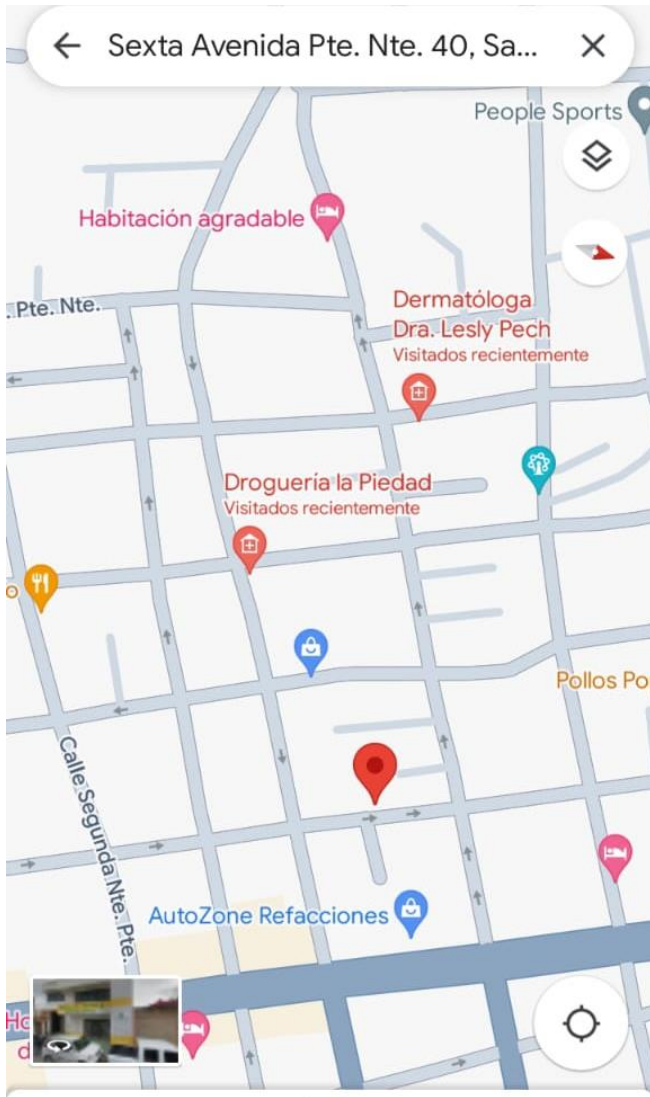 Sexta Avenida Pte. Nte. 40, Sa...
People Sports
Habitación agradable
. Pte. Nte.
Dermatóloga
Dra. Lesly Pech
Visitados recientemente
Droguería la Piedad
Visitados recientemente
o
Pollos Po
Calle Segunda Nte. Pte.
AutoZone Refacciones
Ho
d